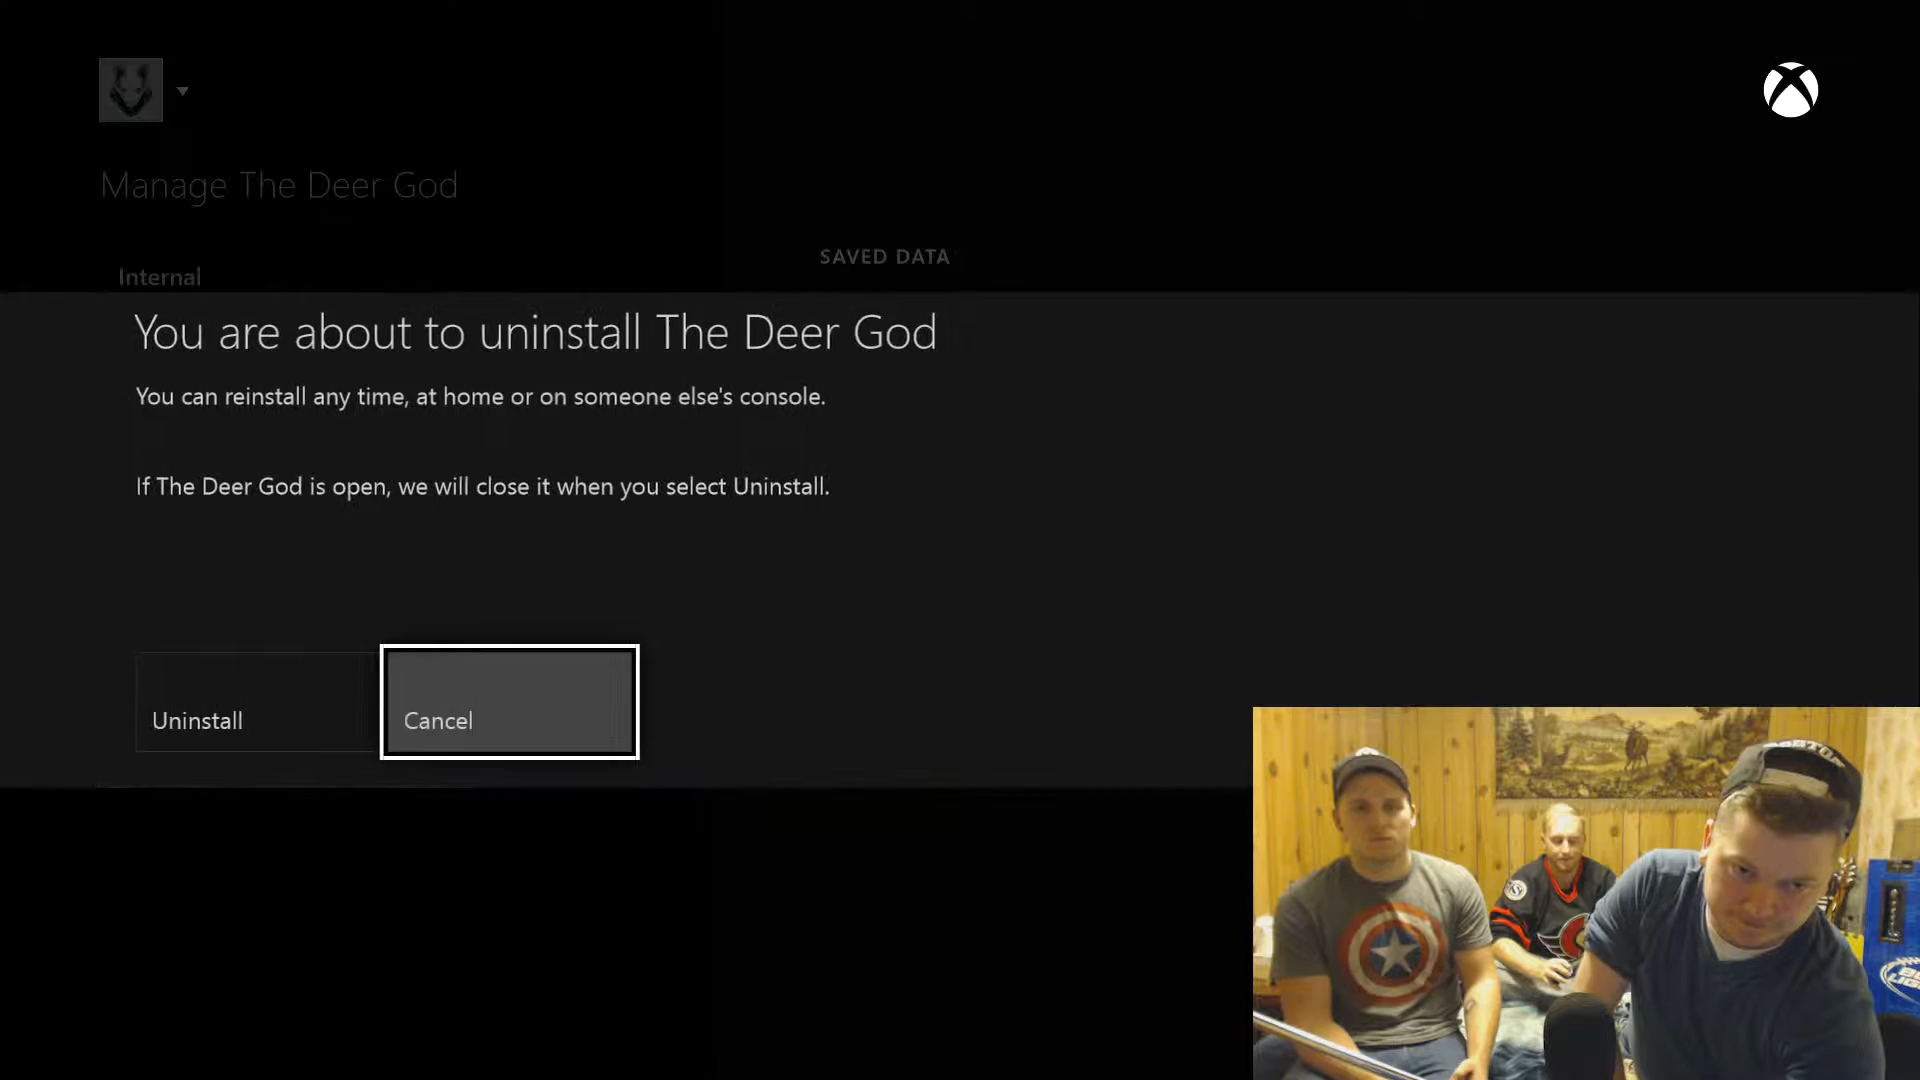 Manage The Deer God
SAVED DATA
Internal
You are about to uninstall The Deer God
You can reinstall any time, at home or on someone else's console.
If The Deer God is open, we will close it when you select Uninstall.
Uninstall
Cancel